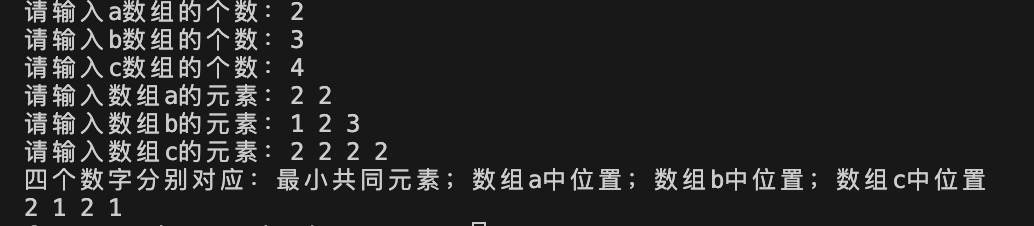 请输入a数组的个数：2
请输入b数组的个数：3
请输入c数组的个数：4
请输入数组a的元素：2 2
请输入数组b的元素：1 2 3
请输入数组c的元素：2 2 2 2
四个数字分别对应：最小共同元素；数组a中位置；数组b中位置；数组c中位置
2 1 2 1